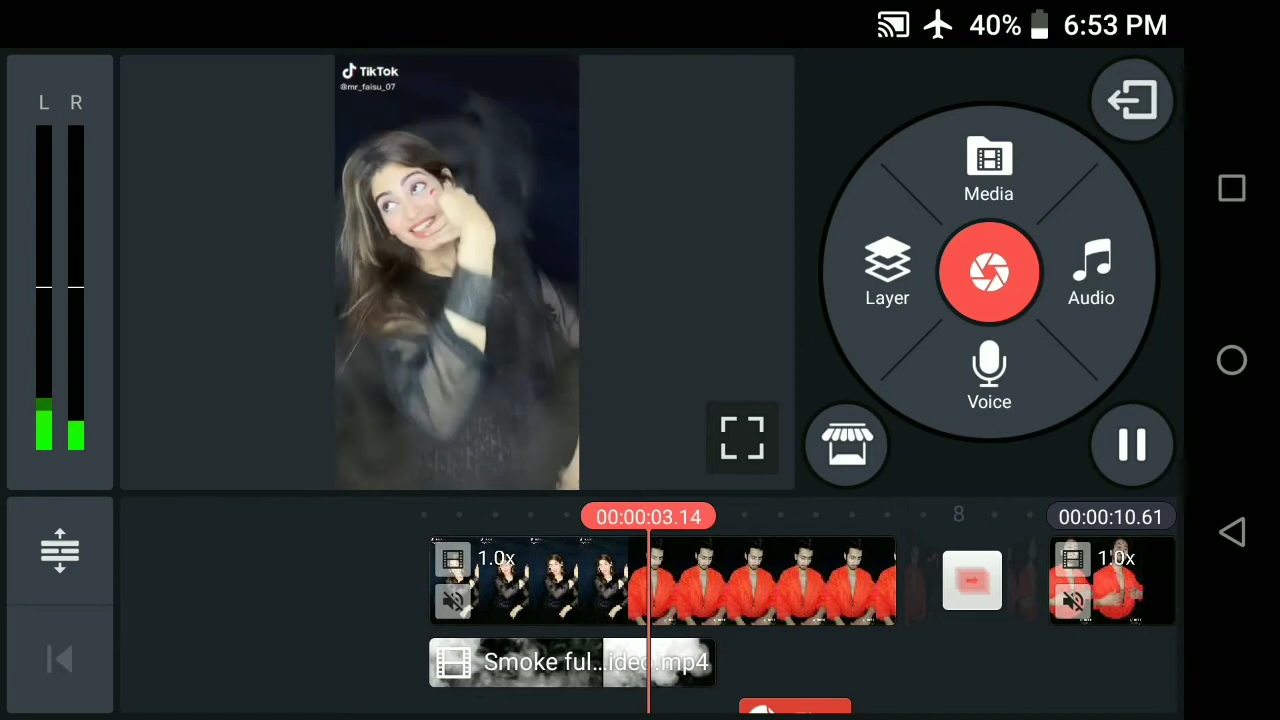 40% 6:53 PM
L R
TikTok
@mr_faisu_07
Media
Layer
Audio
Voice
00:00:03.14
8
00:00:10.61
1.0x
1.0x
Smoke ful...ideo.mp4